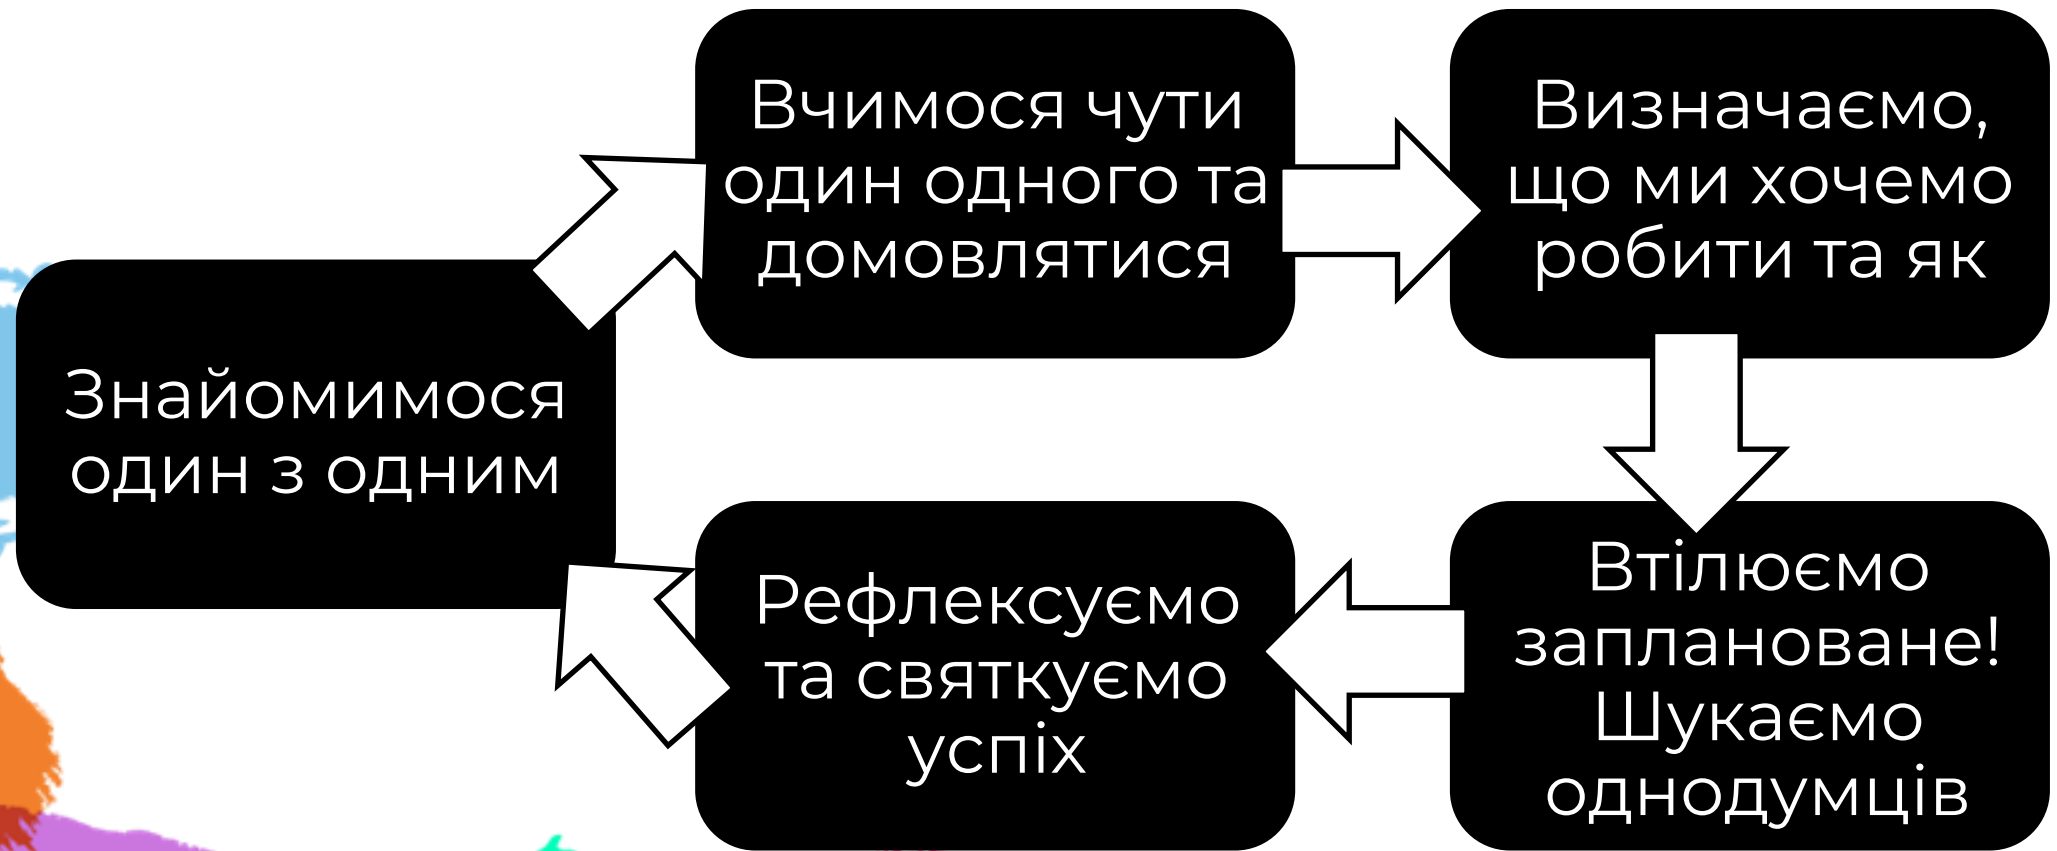 Знайомимося
один з одним
Вчимося чути
один одного та
домовлятися
Визначаємо,
що ми хочемо
робити та як
Втілюємо
заплановане!
Шукаємо
однодумців
Рефлексуємо
та святкуємо
успіх